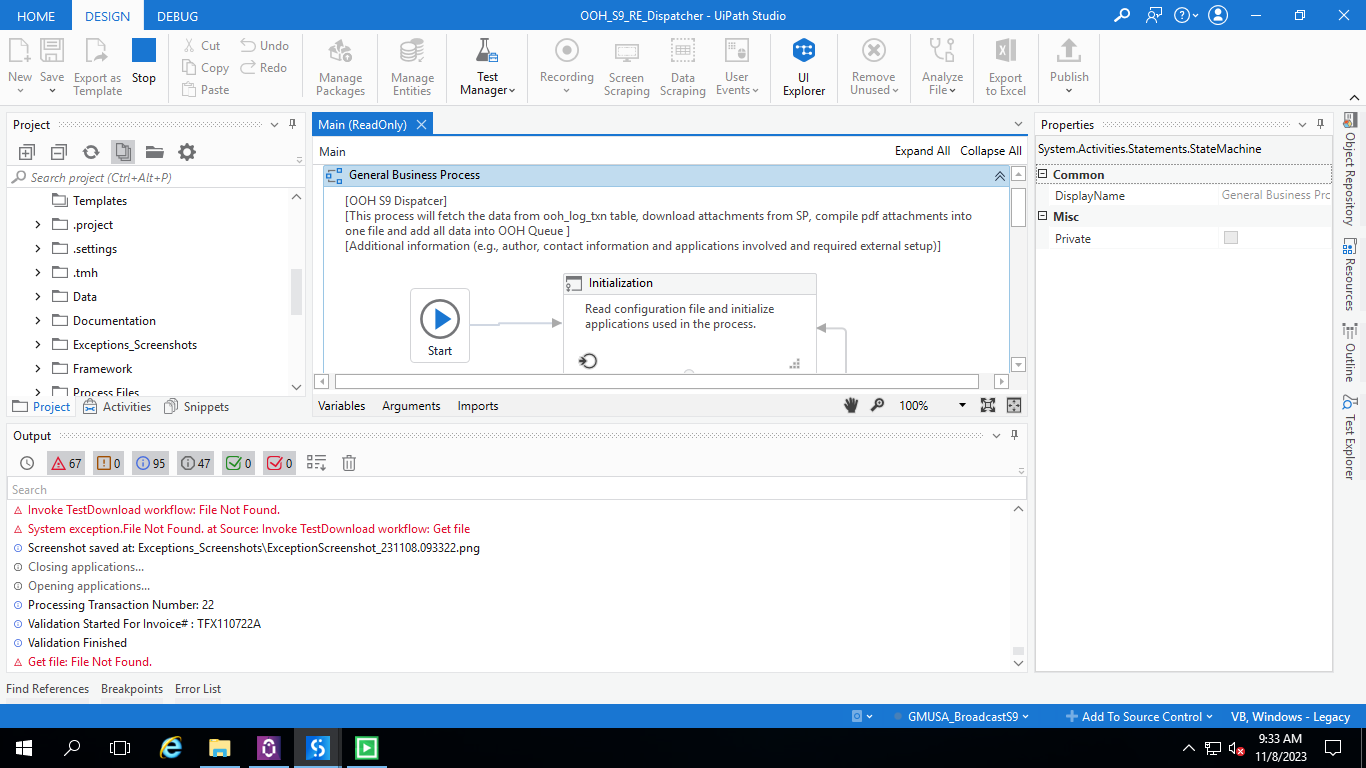 HOME DESIGN DEBUG OOH_S9_RE_Dispatcher - UiPath Studio
New Save Export as Template Stop
Cut Undo
Copy Redo
Paste
Manage Packages
Manage Entities
Test Manager
Recording
Screen Scraping
Data Scraping
User Events
UI Explorer
Remove Unused
Analyze File
Export to Excel
Publish
Project
Search project (Ctrl+Alt+P)
Templates
.project
.settings
.tmh
Data
Documentation
Exceptions_Screenshots
Framework
Process Files
Project Activities Snippets
Main (ReadOnly)
Main Expand All Collapse All
General Business Process
[OOH S9 Dispatcer]
[This process will fetch the data from ooh_log_txn table, download attachments from SP, compile pdf attachments into
one file and add all data into OOH Queue ]
[Additional information (e.g., author, contact information and applications involved and required external setup)]
Start
Initialization
Read configuration file and initialize
applications used in the process.
Variables Arguments Imports 100%
Properties
System.Activities.Statements.StateMachine
Common
DisplayName General Business Prc
Misc
Private
Object Repository
Resources
Outline
Test Explorer
Output
67 0 95 47 0 0
Search
Invoke TestDownload workflow: File Not Found.
System exception.File Not Found. at Source: Invoke TestDownload workflow: Get file
Screenshot saved at: Exceptions_Screenshots\ExceptionScreenshot_231108.093322.png
Closing applications...
Opening applications...
Processing Transaction Number: 22
Validation Started For Invoice# : TFX110722A
Validation Finished
Get file: File Not Found.
Find References Breakpoints Error List
GMUSA_BroadcastS9 Add To Source Control VB, Windows - Legacy
9:33 AM
11/8/2023